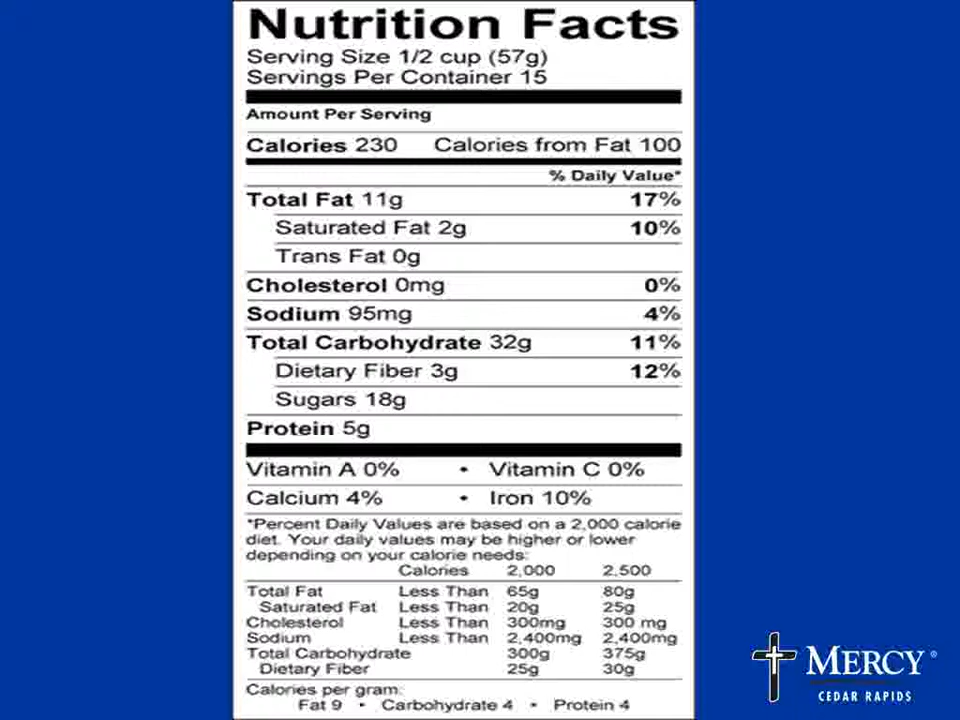 Nutrition Facts
Serving Size 1/2 cup (57g)
Servings Per Container 15
Amount Per Serving
Calories 230 Calories from Fat 100
% Daily Value*
Total Fat 11g 17%
Saturated Fat 2g 10%
Trans Fat 0g
Cholesterol 0mg 0%
Sodium 95mg 4%
Total Carbohydrate 32g 11%
Dietary Fiber 3g 12%
Sugars 18g
Protein 5g
Vitamin A 0% • Vitamin C 0%
Calcium 4% • Iron 10%
*Percent Daily Values are based on a 2,000 calorie
diet. Your daily values may be higher or lower
depending on your calorie needs:
Calories 2,000 2,500
Total Fat Less Than 65g 80g
Saturated Fat Less Than 20g 25g
Cholesterol Less Than 300mg 300 mg
Sodium Less Than 2,400mg 2,400mg
Total Carbohydrate 300g 375g
Dietary Fiber 25g 30g
Calories per gram:
Fat 9 • Carbohydrate 4 • Protein 4
MERCY®
CEDAR RAPIDS